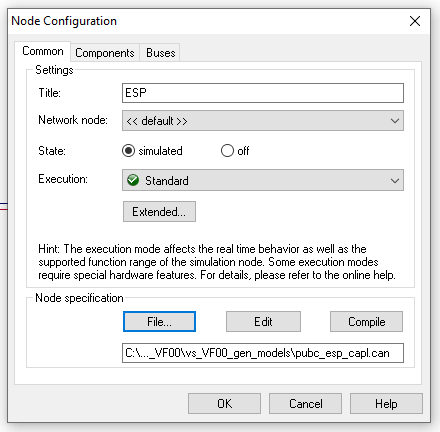 Node Configuration
Common Components Buses
Settings
Title: ESP
Network node: << default >>
State: simulated off
Execution: Standard
Extended...
Hint: The execution mode affects the real time behavior as well as the
supported function range of the simulation node. Some execution modes
require special hardware features. For details, please refer to the online help.
Node specification
File... Edit Compile
C:\..._VF00\vs_VF00_gen_models\pubc_esp_capl.can
OK Cancel Help